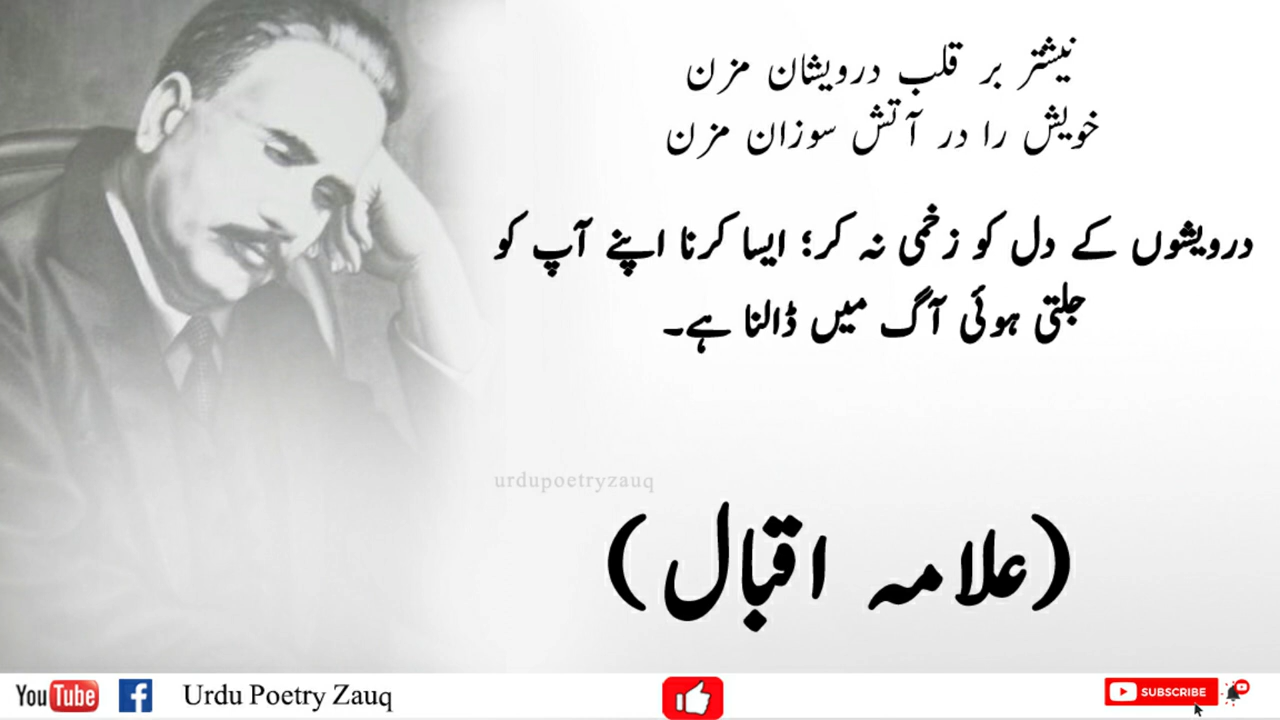 نیشتر بر قلب درویشان مزن
خویش را در آتش سوزان مزن
درویشوں کے دل کو زخمی نہ کر؛ ایسا کرنا اپنے آپ کو
جلتی ہوئی آگ میں ڈالنا ہے۔
urdupoetryzauq
(علامہ اقبال)
YouTube Urdu Poetry Zauq SUBSCRIBE